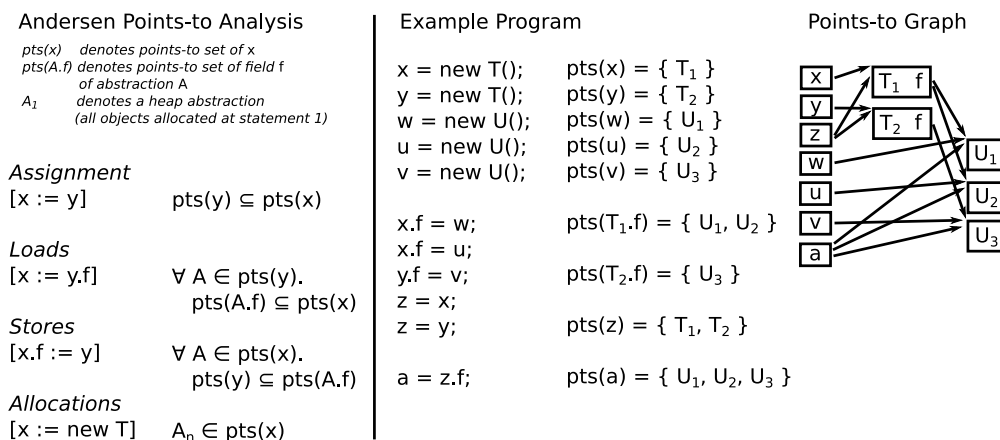 Andersen Points-to Analysis
pts(x) denotes points-to set of x
pts(A.f) denotes points-to set of field f
of abstraction A
A₁ denotes a heap abstraction
(all objects allocated at statement 1)
Assignment
[x := y] pts(y) ⊆ pts(x)
Loads
[x := y.f] ∀ A ∈ pts(y).
pts(A.f) ⊆ pts(x)
Stores
[x.f := y] ∀ A ∈ pts(x).
pts(y) ⊆ pts(A.f)
Allocations
[x := new T] Aₙ ∈ pts(x)
Example Program
x = new T(); pts(x) = { T₁ }
y = new T(); pts(y) = { T₂ }
w = new U(); pts(w) = { U₁ }
u = new U(); pts(u) = { U₂ }
v = new U(); pts(v) = { U₃ }
x.f = w; pts(T₁.f) = { U₁, U₂ }
x.f = u;
y.f = v; pts(T₂.f) = { U₃ }
z = x;
z = y; pts(z) = { T₁, T₂ }
a = z.f; pts(a) = { U₁, U₂, U₃ }
Points-to Graph
x
y
z
w
u
v
a
T₁ f
T₂ f
U₁
U₂
U₃